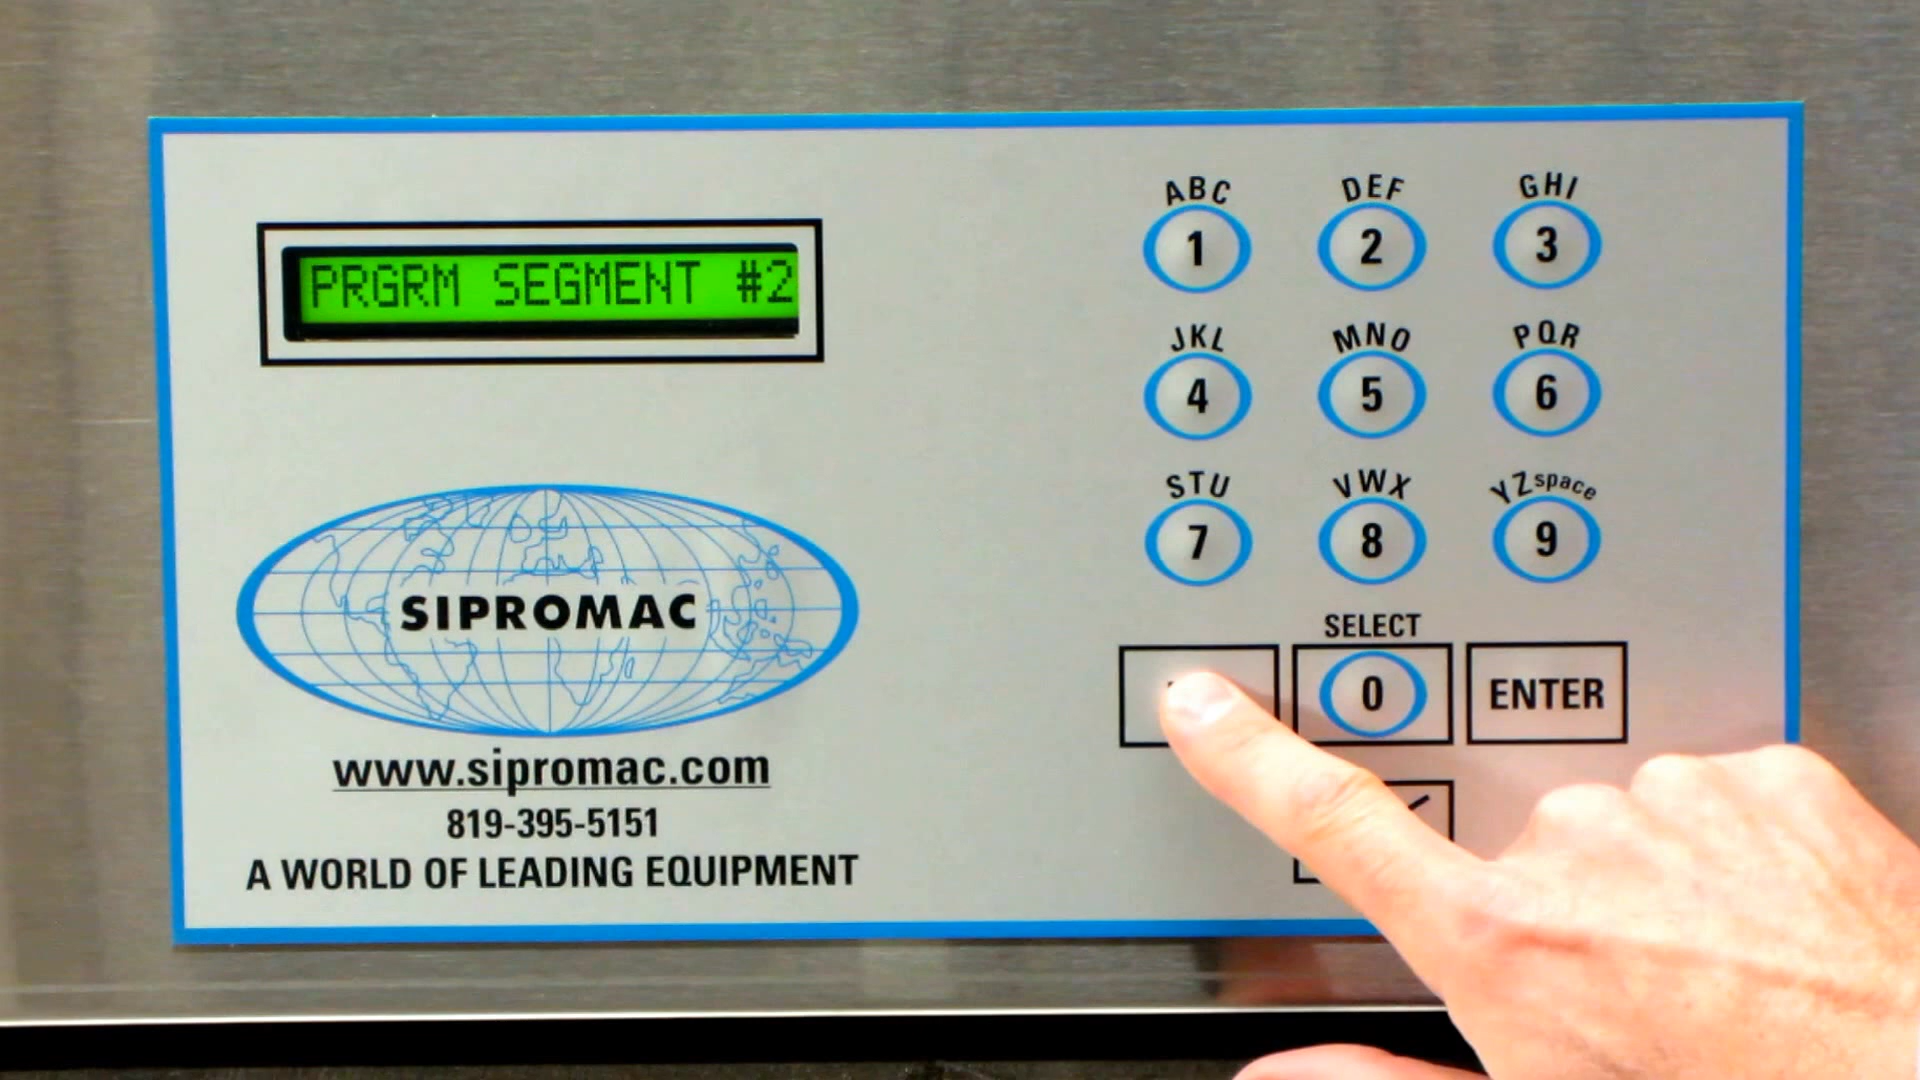 PRGRM SEGMENT #2
SIPROMAC
www.sipromac.com
819-395-5151
A WORLD OF LEADING EQUIPMENT
ABC DEF GHI
1 2 3
JKL MNO PQR
4 5 6
STU VWX YZspace
7 8 9
SELECT
0 ENTER